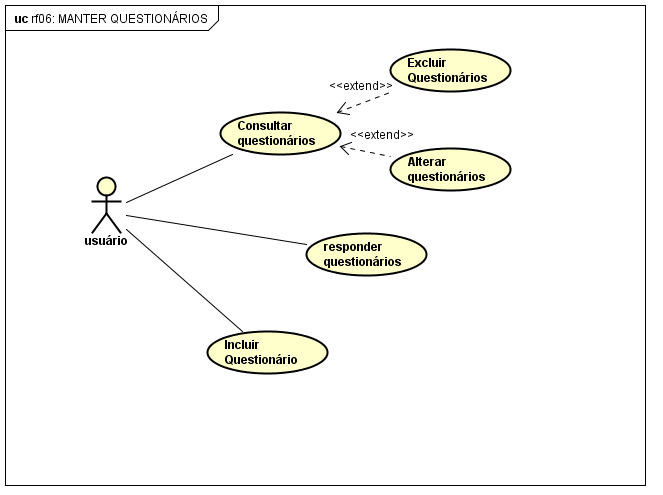 uc rf06: MANTER QUESTIONÁRIOS
Excluir
Questionários
<<extend>>
Consultar
questionários
<<extend>>
Alterar
questionários
usuário
responder
questionários
Incluir
Questionário